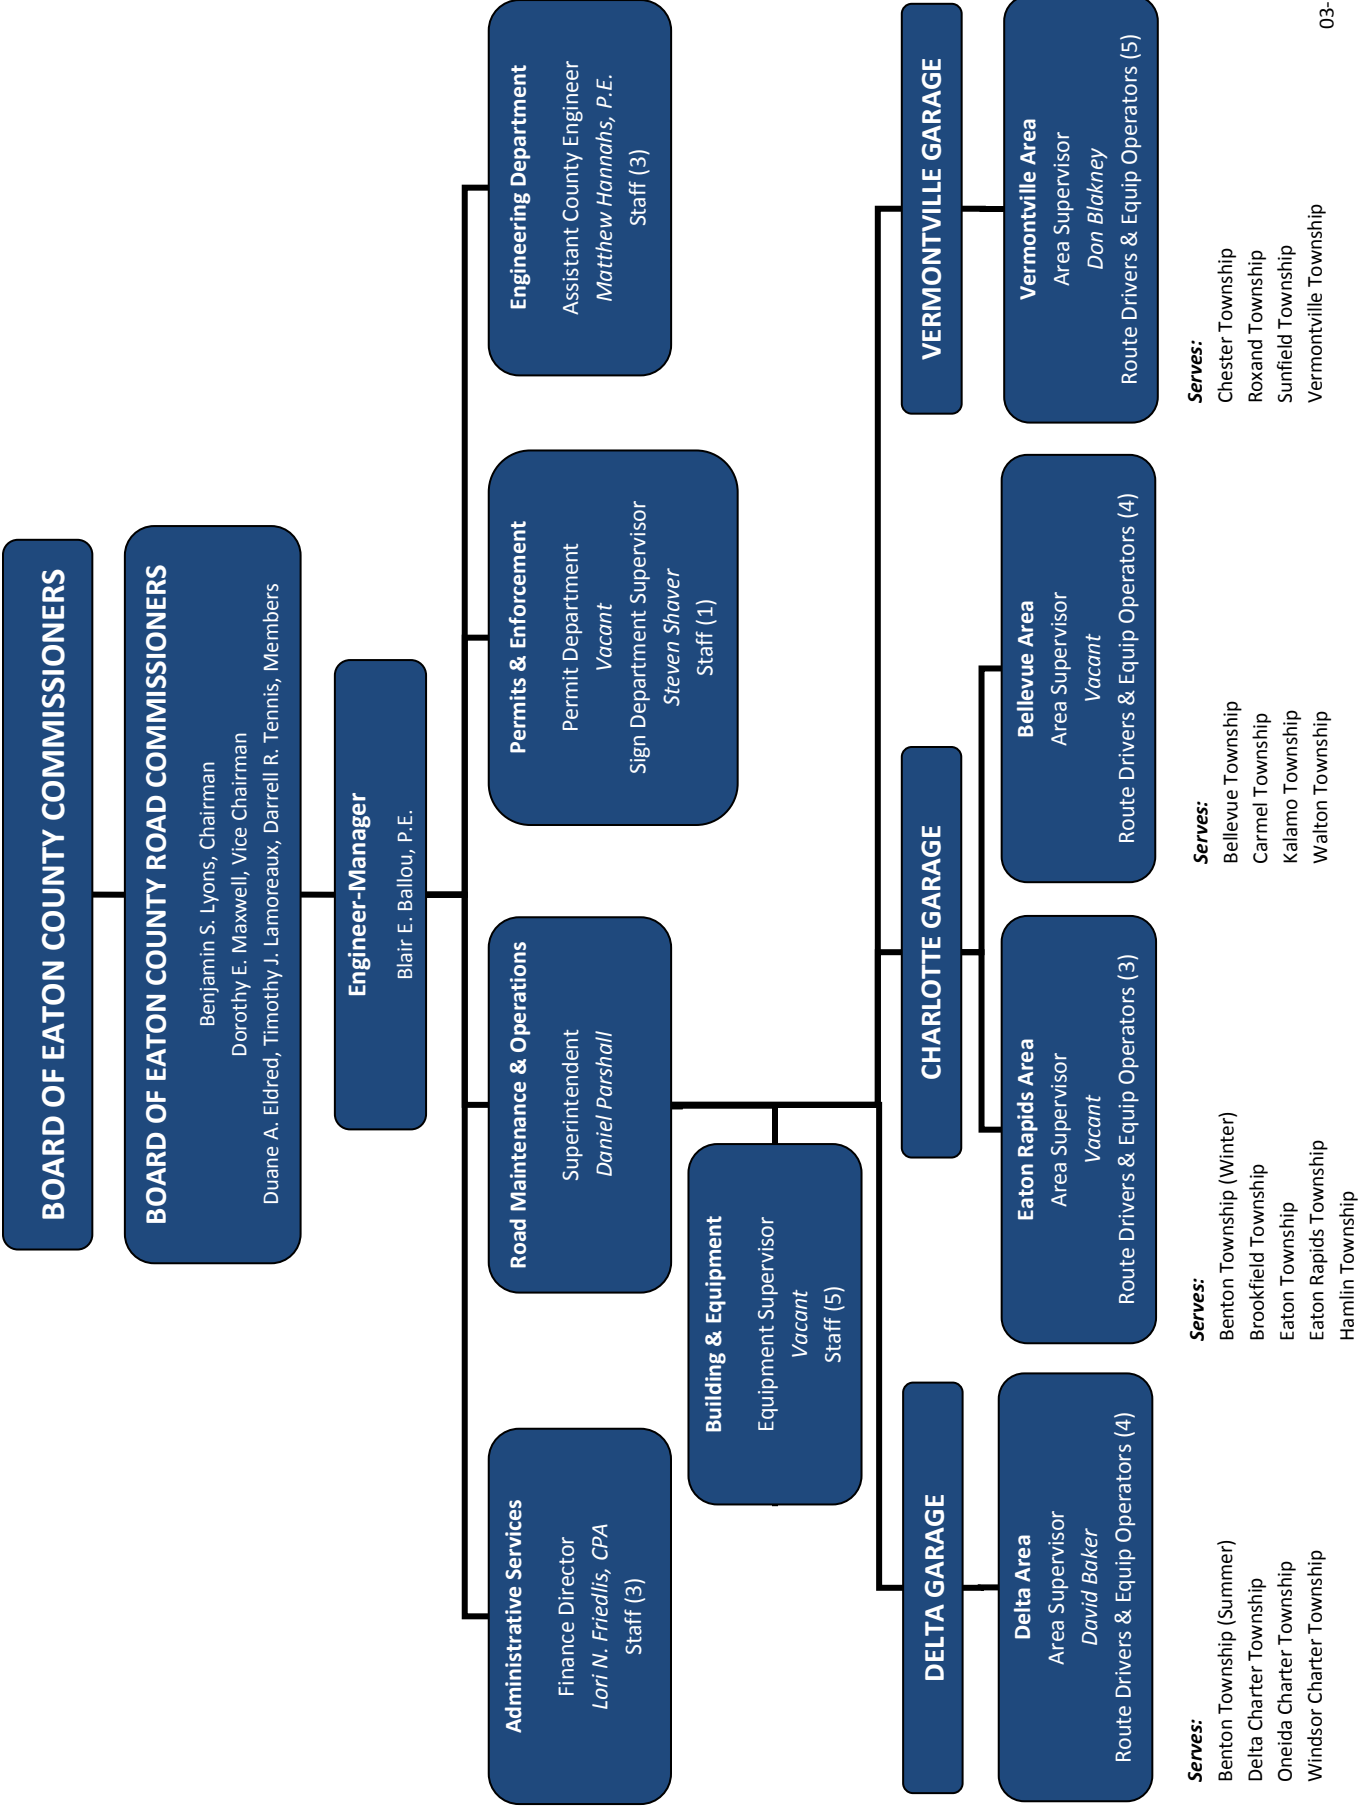 BOARD OF EATON COUNTY COMMISSIONERS
BOARD OF EATON COUNTY ROAD COMMISSIONERS
Benjamin S. Lyons, Chairman
Dorothy E. Maxwell, Vice Chairman
Duane A. Eldred, Timothy J. Lamoreaux, Darrell R. Tennis, Members
Engineer-Manager
Blair E. Ballou, P.E.
Administrative Services
Finance Director
Lori N. Friedlis, CPA
Staff (3)
Road Maintenance & Operations
Superintendent
Daniel Parshall
Permits & Enforcement
Permit Department
Vacant
Sign Department Supervisor
Steven Shaver
Staff (1)
Engineering Department
Assistant County Engineer
Matthew Hannahs, P.E.
Staff (3)
Building & Equipment
Equipment Supervisor
Vacant
Staff (5)
DELTA GARAGE
Delta Area
Area Supervisor
David Baker
Route Drivers & Equip Operators (4)
Serves:
Benton Township (Summer)
Delta Charter Township
Oneida Charter Township
Windsor Charter Township
CHARLOTTE GARAGE
Eaton Rapids Area
Area Supervisor
Vacant
Route Drivers & Equip Operators (3)
Serves:
Benton Township (Winter)
Brookfield Township
Eaton Township
Eaton Rapids Township
Hamlin Township
Bellevue Area
Area Supervisor
Vacant
Route Drivers & Equip Operators (4)
Serves:
Bellevue Township
Carmel Township
Kalamo Township
Walton Township
VERMONTVILLE GARAGE
Vermontville Area
Area Supervisor
Don Blakney
Route Drivers & Equip Operators (5)
Serves:
Chester Township
Roxand Township
Sunfield Township
Vermontville Township
03-